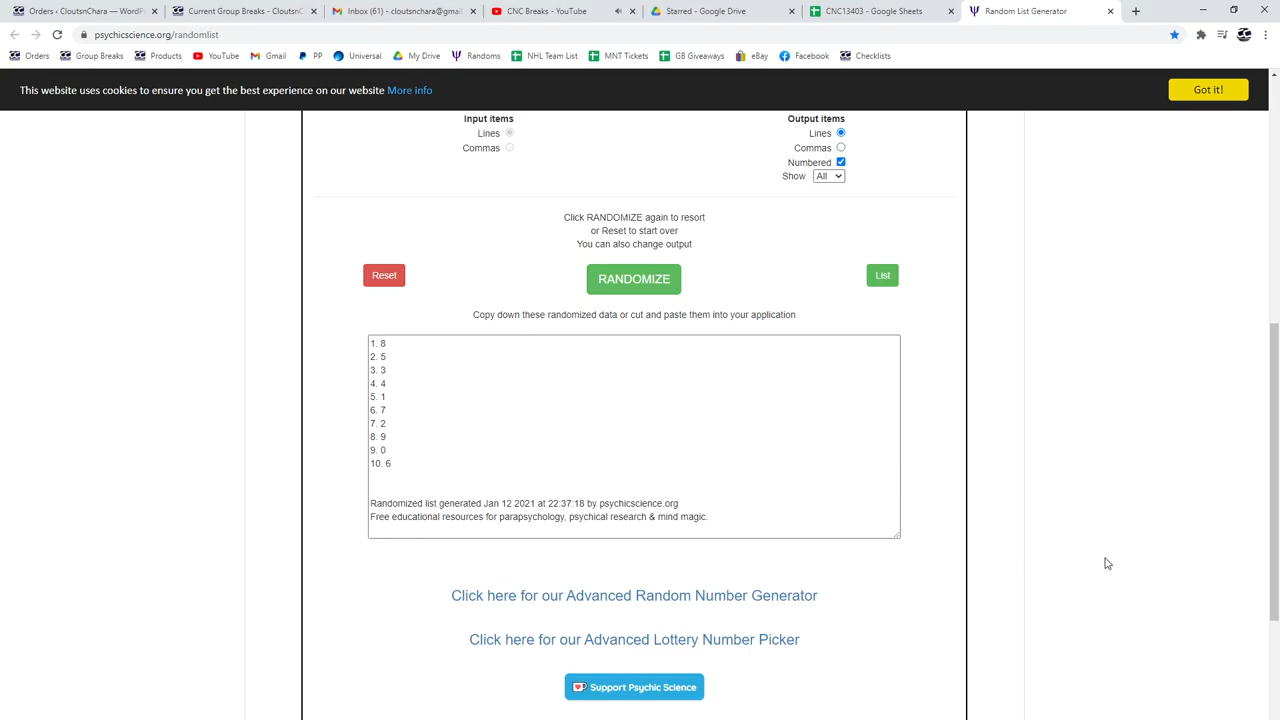 Orders ‹ CloutsnChara — WordPr
Current Group Breaks - CloutsnC
Inbox (61) - cloutsnchara@gmail
CNC Breaks - YouTube
Starred - Google Drive
CNC13403 - Google Sheets
Random List Generator
psychicscience.org/randomlist
Orders
Group Breaks
Products
YouTube
Gmail
PP
Universal
My Drive
Randoms
NHL Team List
MNT Tickets
GB Giveaways
eBay
Facebook
Checklists
This website uses cookies to ensure you get the best experience on our website More info
Got it!
Input items
Lines
Commas
Output items
Lines
Commas
Numbered
Show All
Click RANDOMIZE again to resort
or Reset to start over
You can also change output
Reset
RANDOMIZE
List
Copy down these randomized data or cut and paste them into your application
1. 8
2. 5
3. 3
4. 4
5. 1
6. 7
7. 2
8. 9
9. 0
10. 6
Randomized list generated Jan 12 2021 at 22:37:18 by psychicscience.org
Free educational resources for parapsychology, psychical research & mind magic.
Click here for our Advanced Random Number Generator
Click here for our Advanced Lottery Number Picker
Support Psychic Science